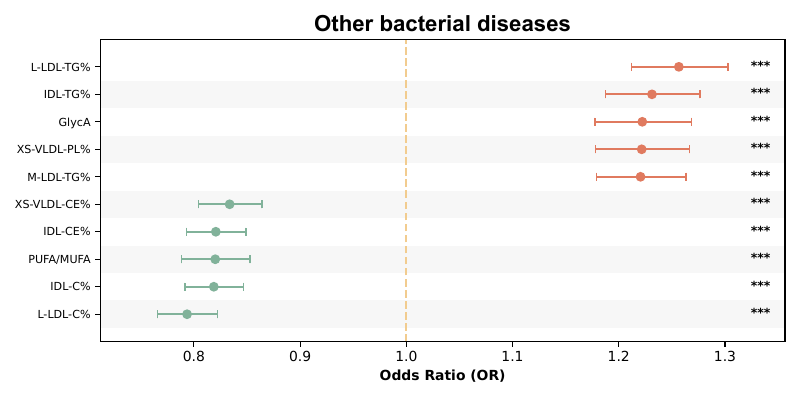 Other bacterial diseases
L-LDL-TG% ***
IDL-TG% ***
GlycA ***
XS-VLDL-PL% ***
M-LDL-TG% ***
XS-VLDL-CE% ***
IDL-CE% ***
PUFA/MUFA ***
IDL-C% ***
L-LDL-C% ***
0.8 0.9 1.0 1.1 1.2 1.3
Odds Ratio (OR)